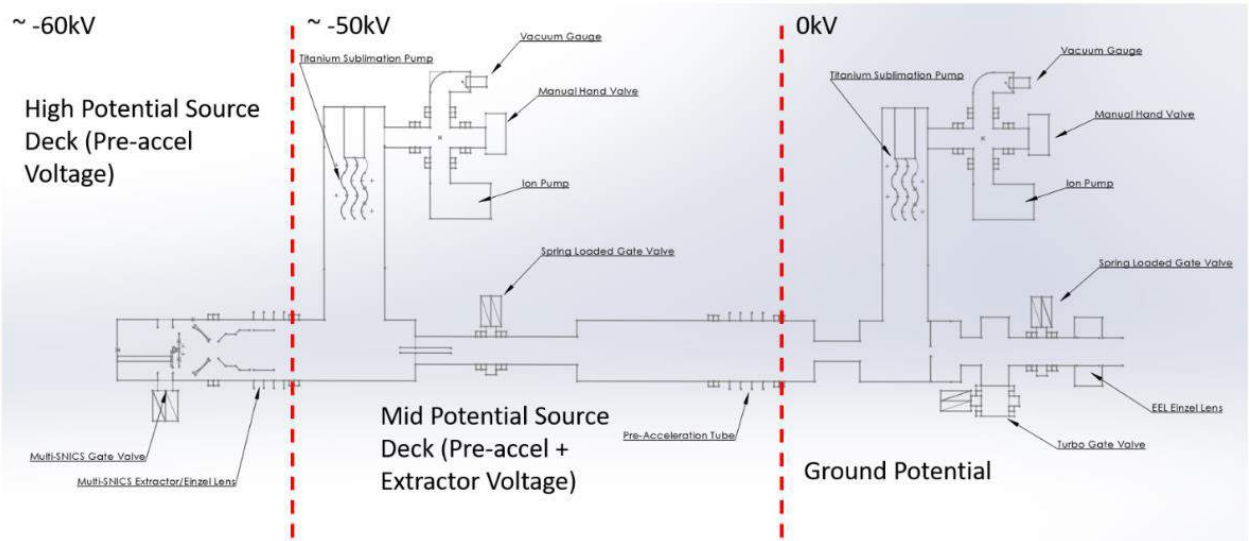 ~ -60kV
High Potential Source
Deck (Pre-accel
Voltage)
~ -50kV
Titanium Sublimation Pump
Vacuum Gauge
Manual Hand Valve
Ion Pump
Spring Loaded Gate Valve
Multi-SNICS Gate Valve
Multi-SNICS Extractor/Einzel Lens
Mid Potential Source
Deck (Pre-accel +
Extractor Voltage)
Pre-Acceleration Tube
0kV
Titanium Sublimation Pump
Vacuum Gauge
Manual Hand Valve
Ion Pump
Spring Loaded Gate Valve
EEL Einzel Lens
Turbo Gate Valve
Ground Potential